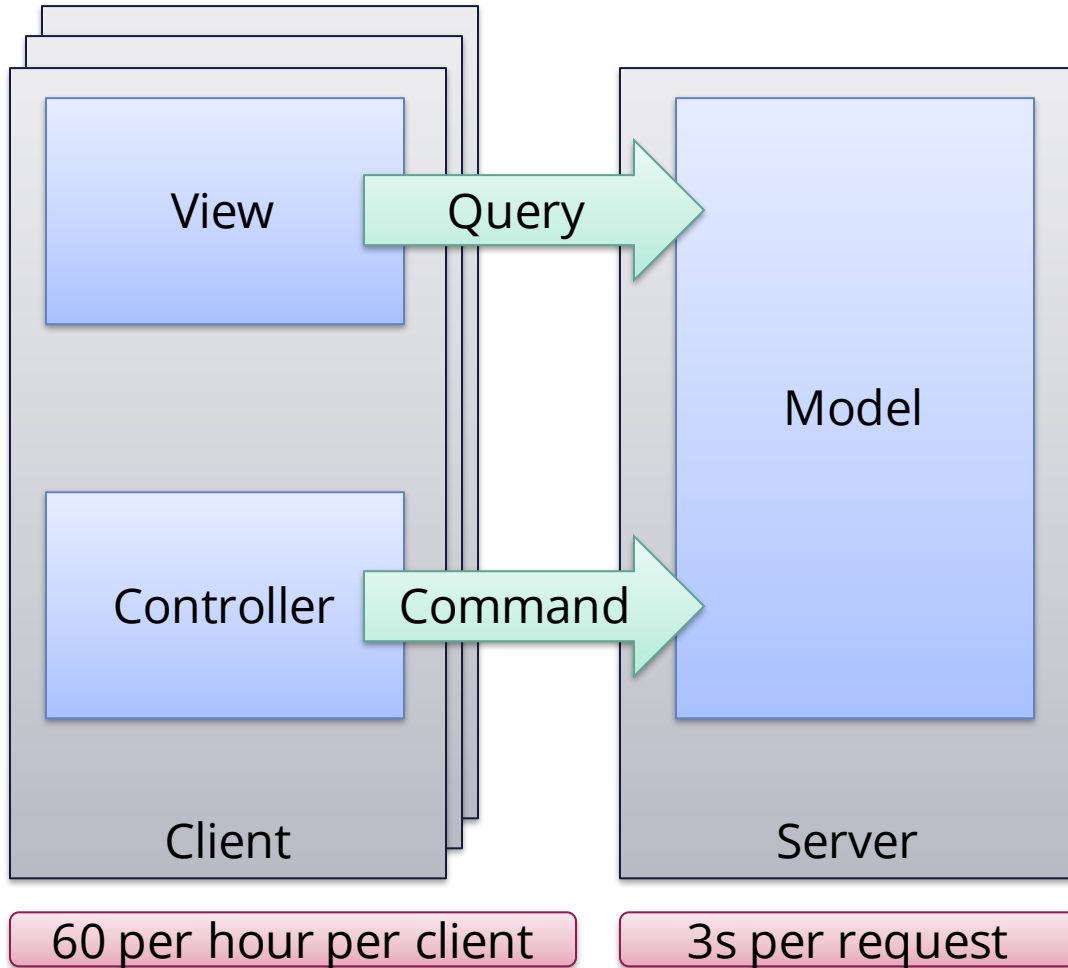 View
Query
Model
Controller
Command
Client
Server
60 per hour per client
3s per request